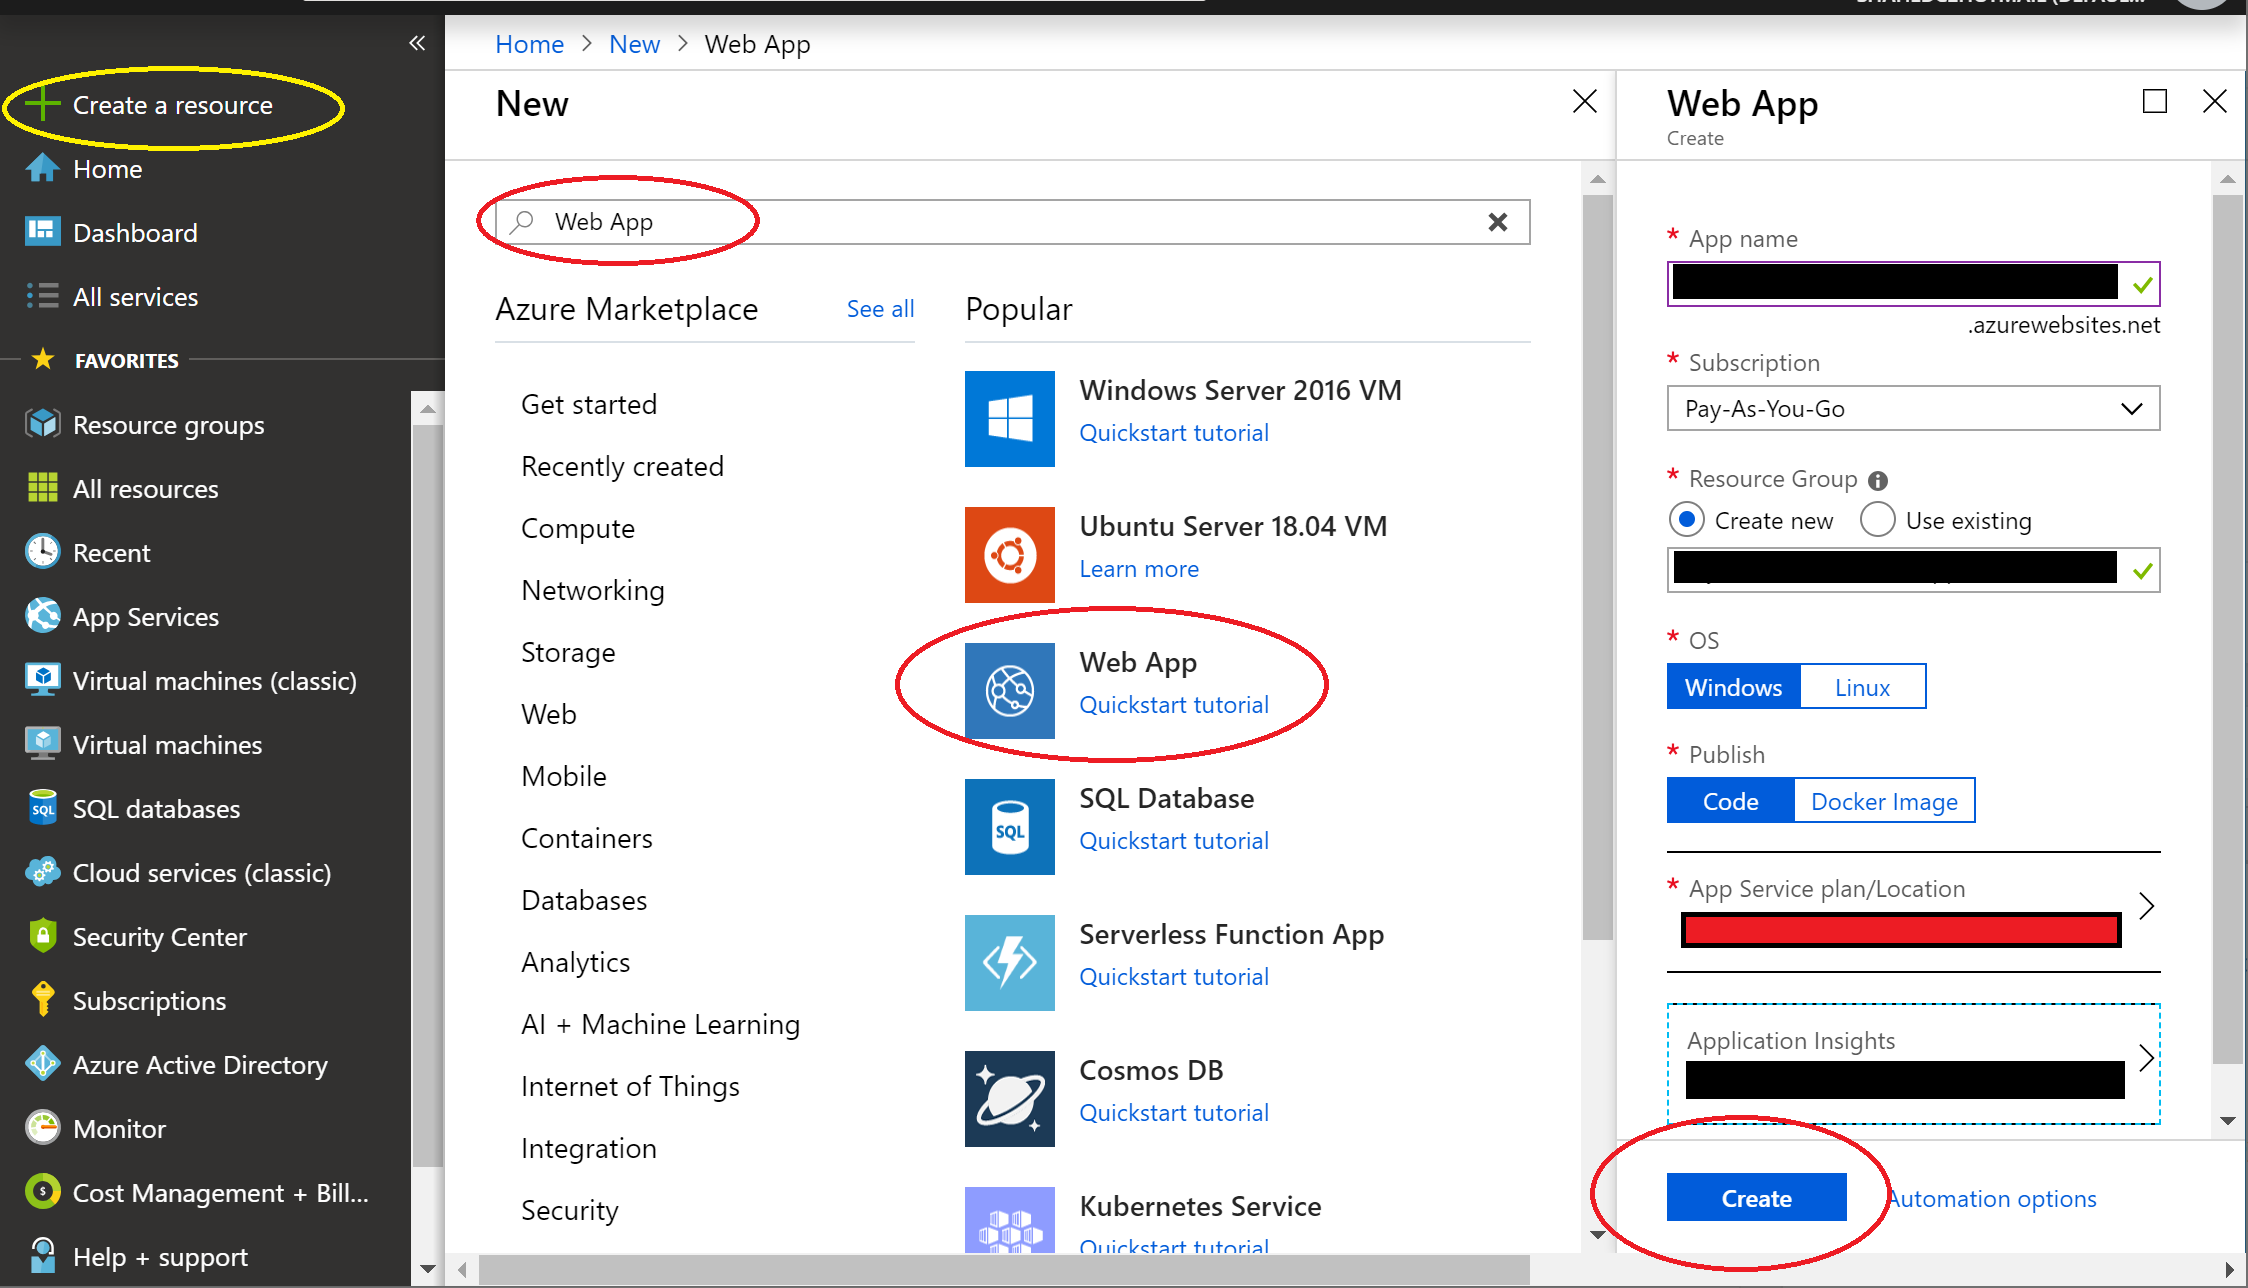 Create a resource
Home
Dashboard
All services
FAVORITES
Resource groups
All resources
Recent
App Services
Virtual machines (classic)
Virtual machines
SQL databases
Cloud services (classic)
Security Center
Subscriptions
Azure Active Directory
Monitor
Cost Management + Bill...
Help + support
Home > New > Web App
New
Web App
Azure Marketplace
See all
Get started
Recently created
Compute
Networking
Storage
Web
Mobile
Containers
Databases
Analytics
AI + Machine Learning
Internet of Things
Integration
Security
Popular
Windows Server 2016 VM
Quickstart tutorial
Ubuntu Server 18.04 VM
Learn more
Web App
Quickstart tutorial
SQL
SQL Database
Quickstart tutorial
Serverless Function App
Quickstart tutorial
Cosmos DB
Quickstart tutorial
Kubernetes Service
Quickstart tutorial
Web App
Create
* App name
.azurewebsites.net
* Subscription
Pay-As-You-Go
* Resource Group
Create new Use existing
* OS
Windows Linux
* Publish
Code Docker Image
* App Service plan/Location
Application Insights
Create Automation options